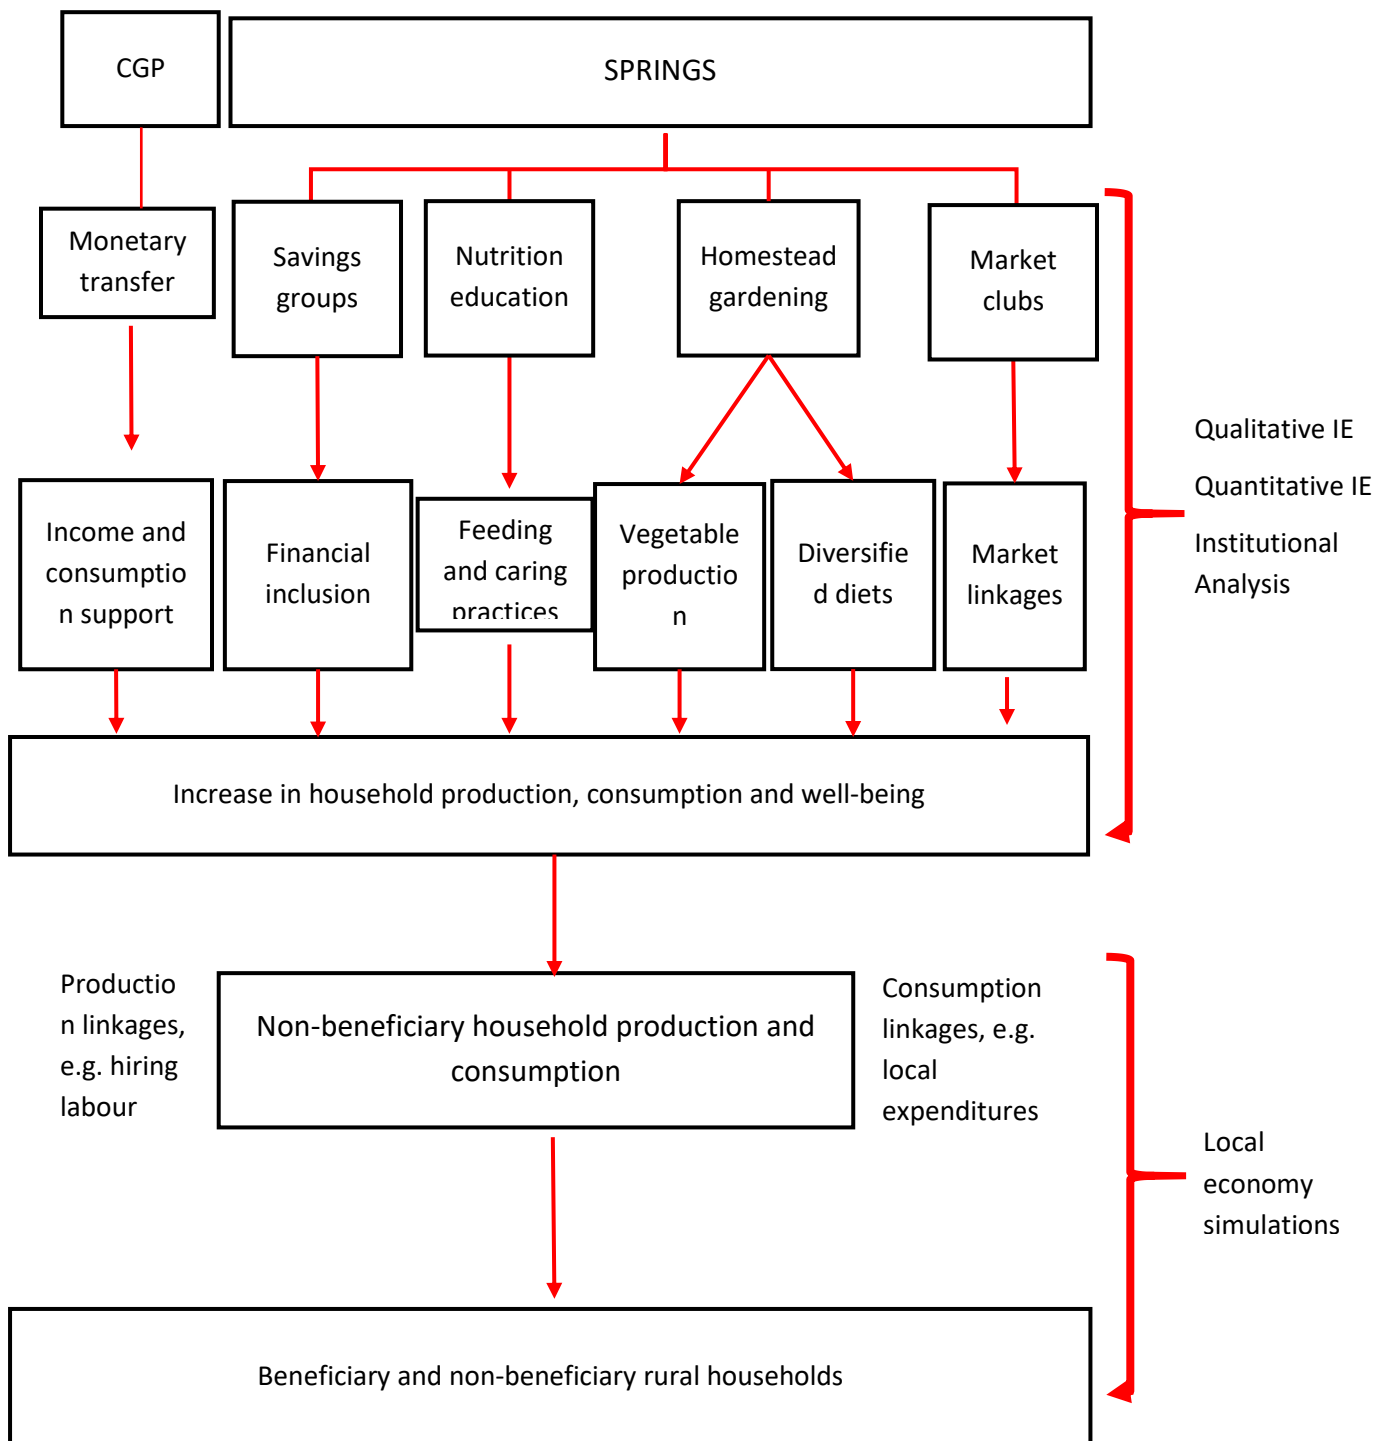 CGP
SPRINGS
Monetary
transfer
Savings
groups
Nutrition
education
Homestead
gardening
Market
clubs
Qualitative IE
Quantitative IE
Institutional
Analysis
Income and
consumptio
n support
Financial
inclusion
Feeding
and caring
practices
Vegetable
productio
n
Diversifie
d diets
Market
linkages
Increase in household production, consumption and well-being
Productio
n linkages,
e.g. hiring
labour
Non-beneficiary household production and
consumption
Consumption
linkages, e.g.
local
expenditures
Local
economy
simulations
Beneficiary and non-beneficiary rural households